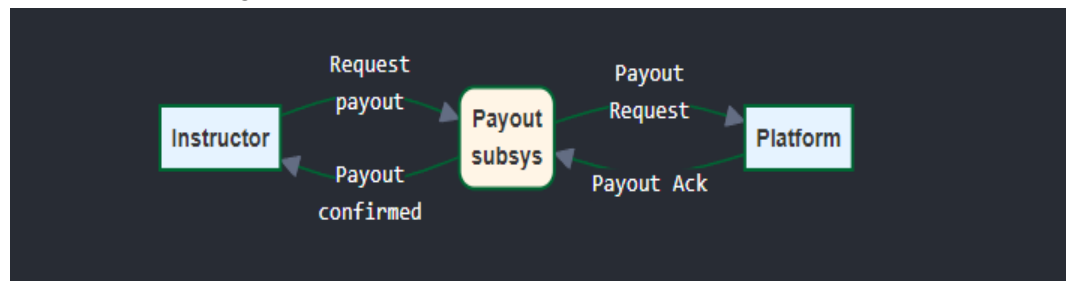 Request
payout
Instructor
Payout
confirmed
Payout
subsys
Payout
Request
Payout Ack
Platform